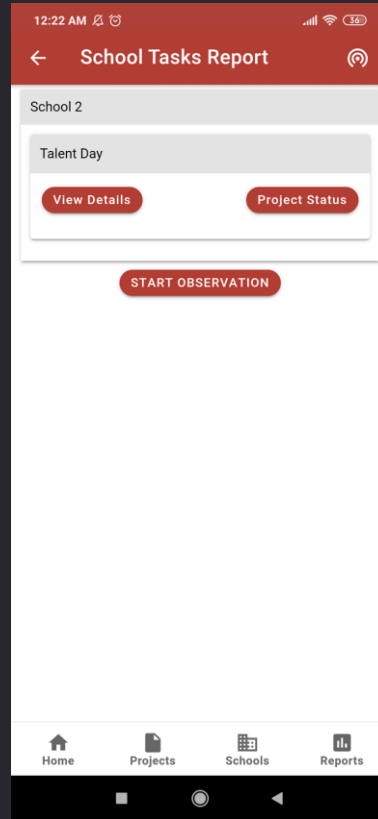 12:22 AM 36
School Tasks Report
School 2
Talent Day
View Details Project Status
START OBSERVATION
Home Projects Schools Reports